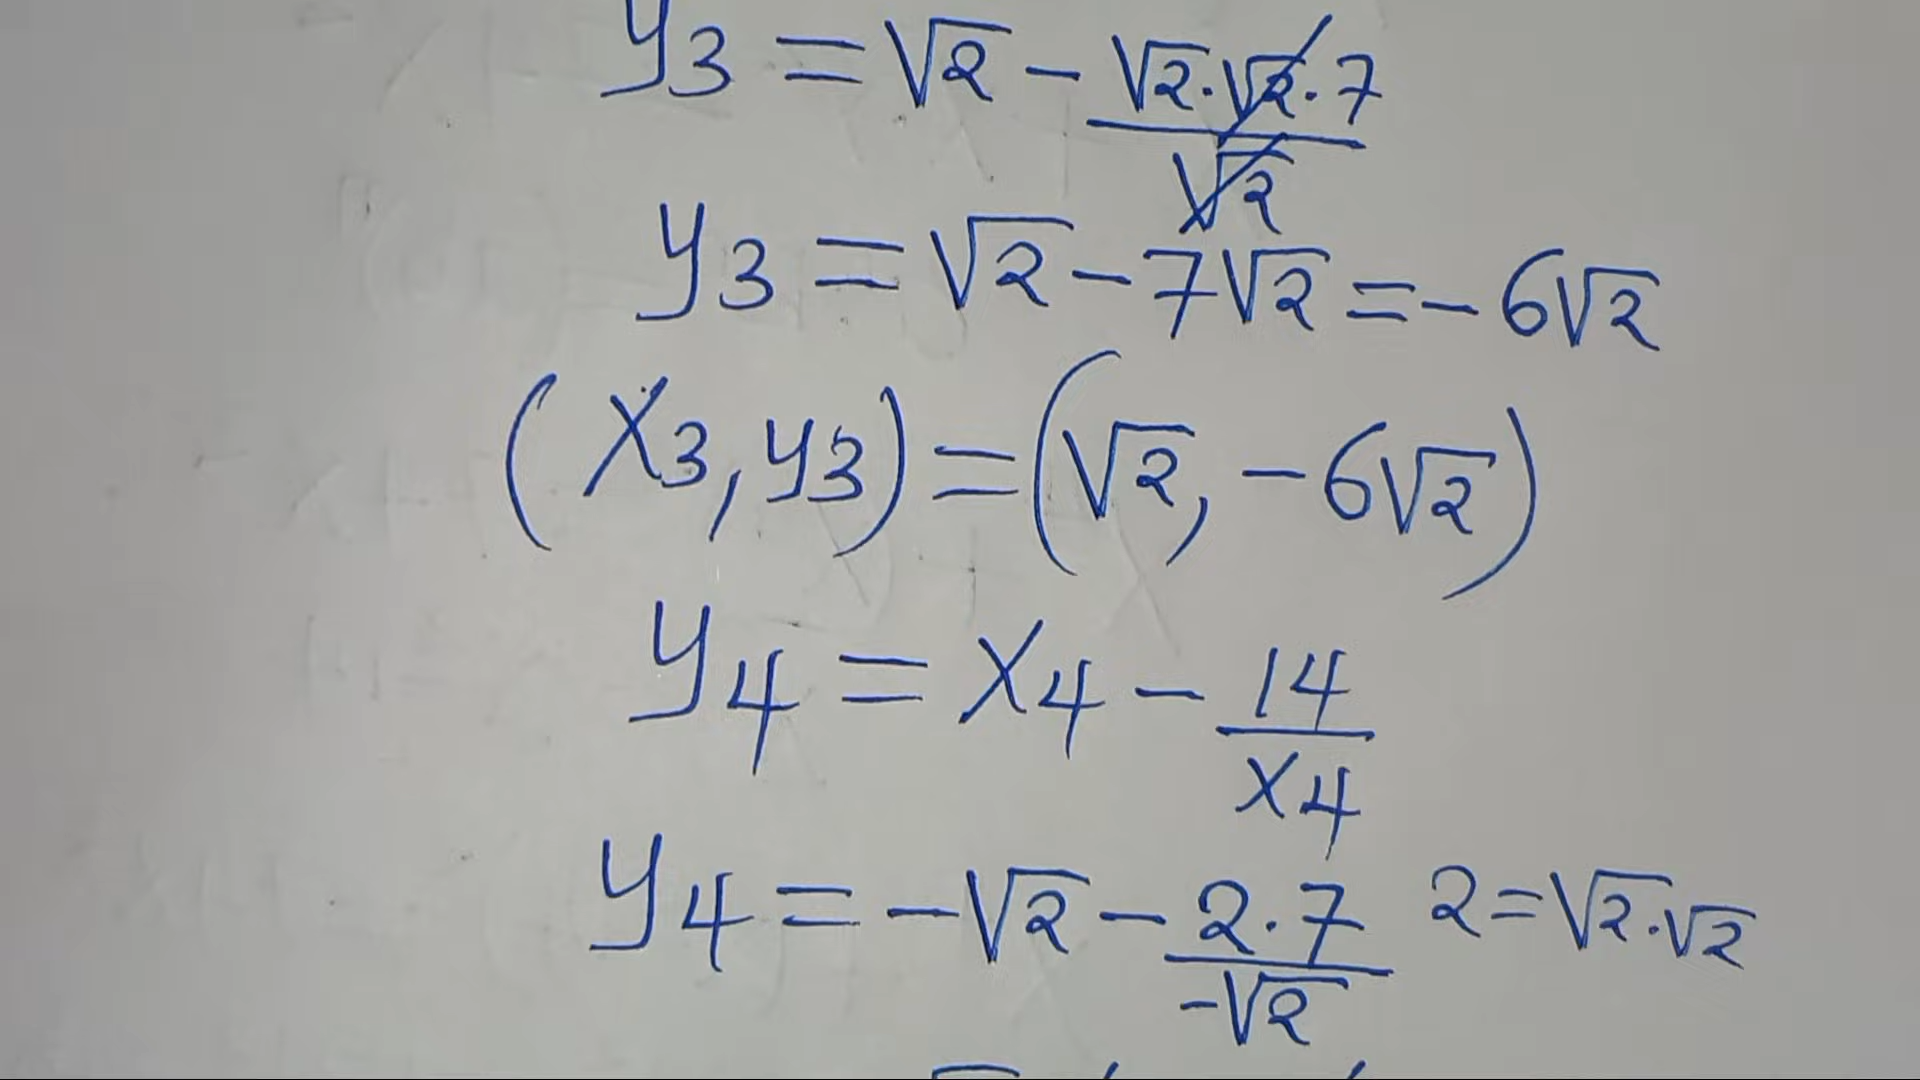 y3 = √2 - (√2·√2·7)/√2
y3 = √2 - 7√2 = - 6√2
(x3, y3) = (√2, -6√2)
y4 = x4 - 14/x4
y4 = -√2 - (2·7)/(-√2) 2 = √2·√2